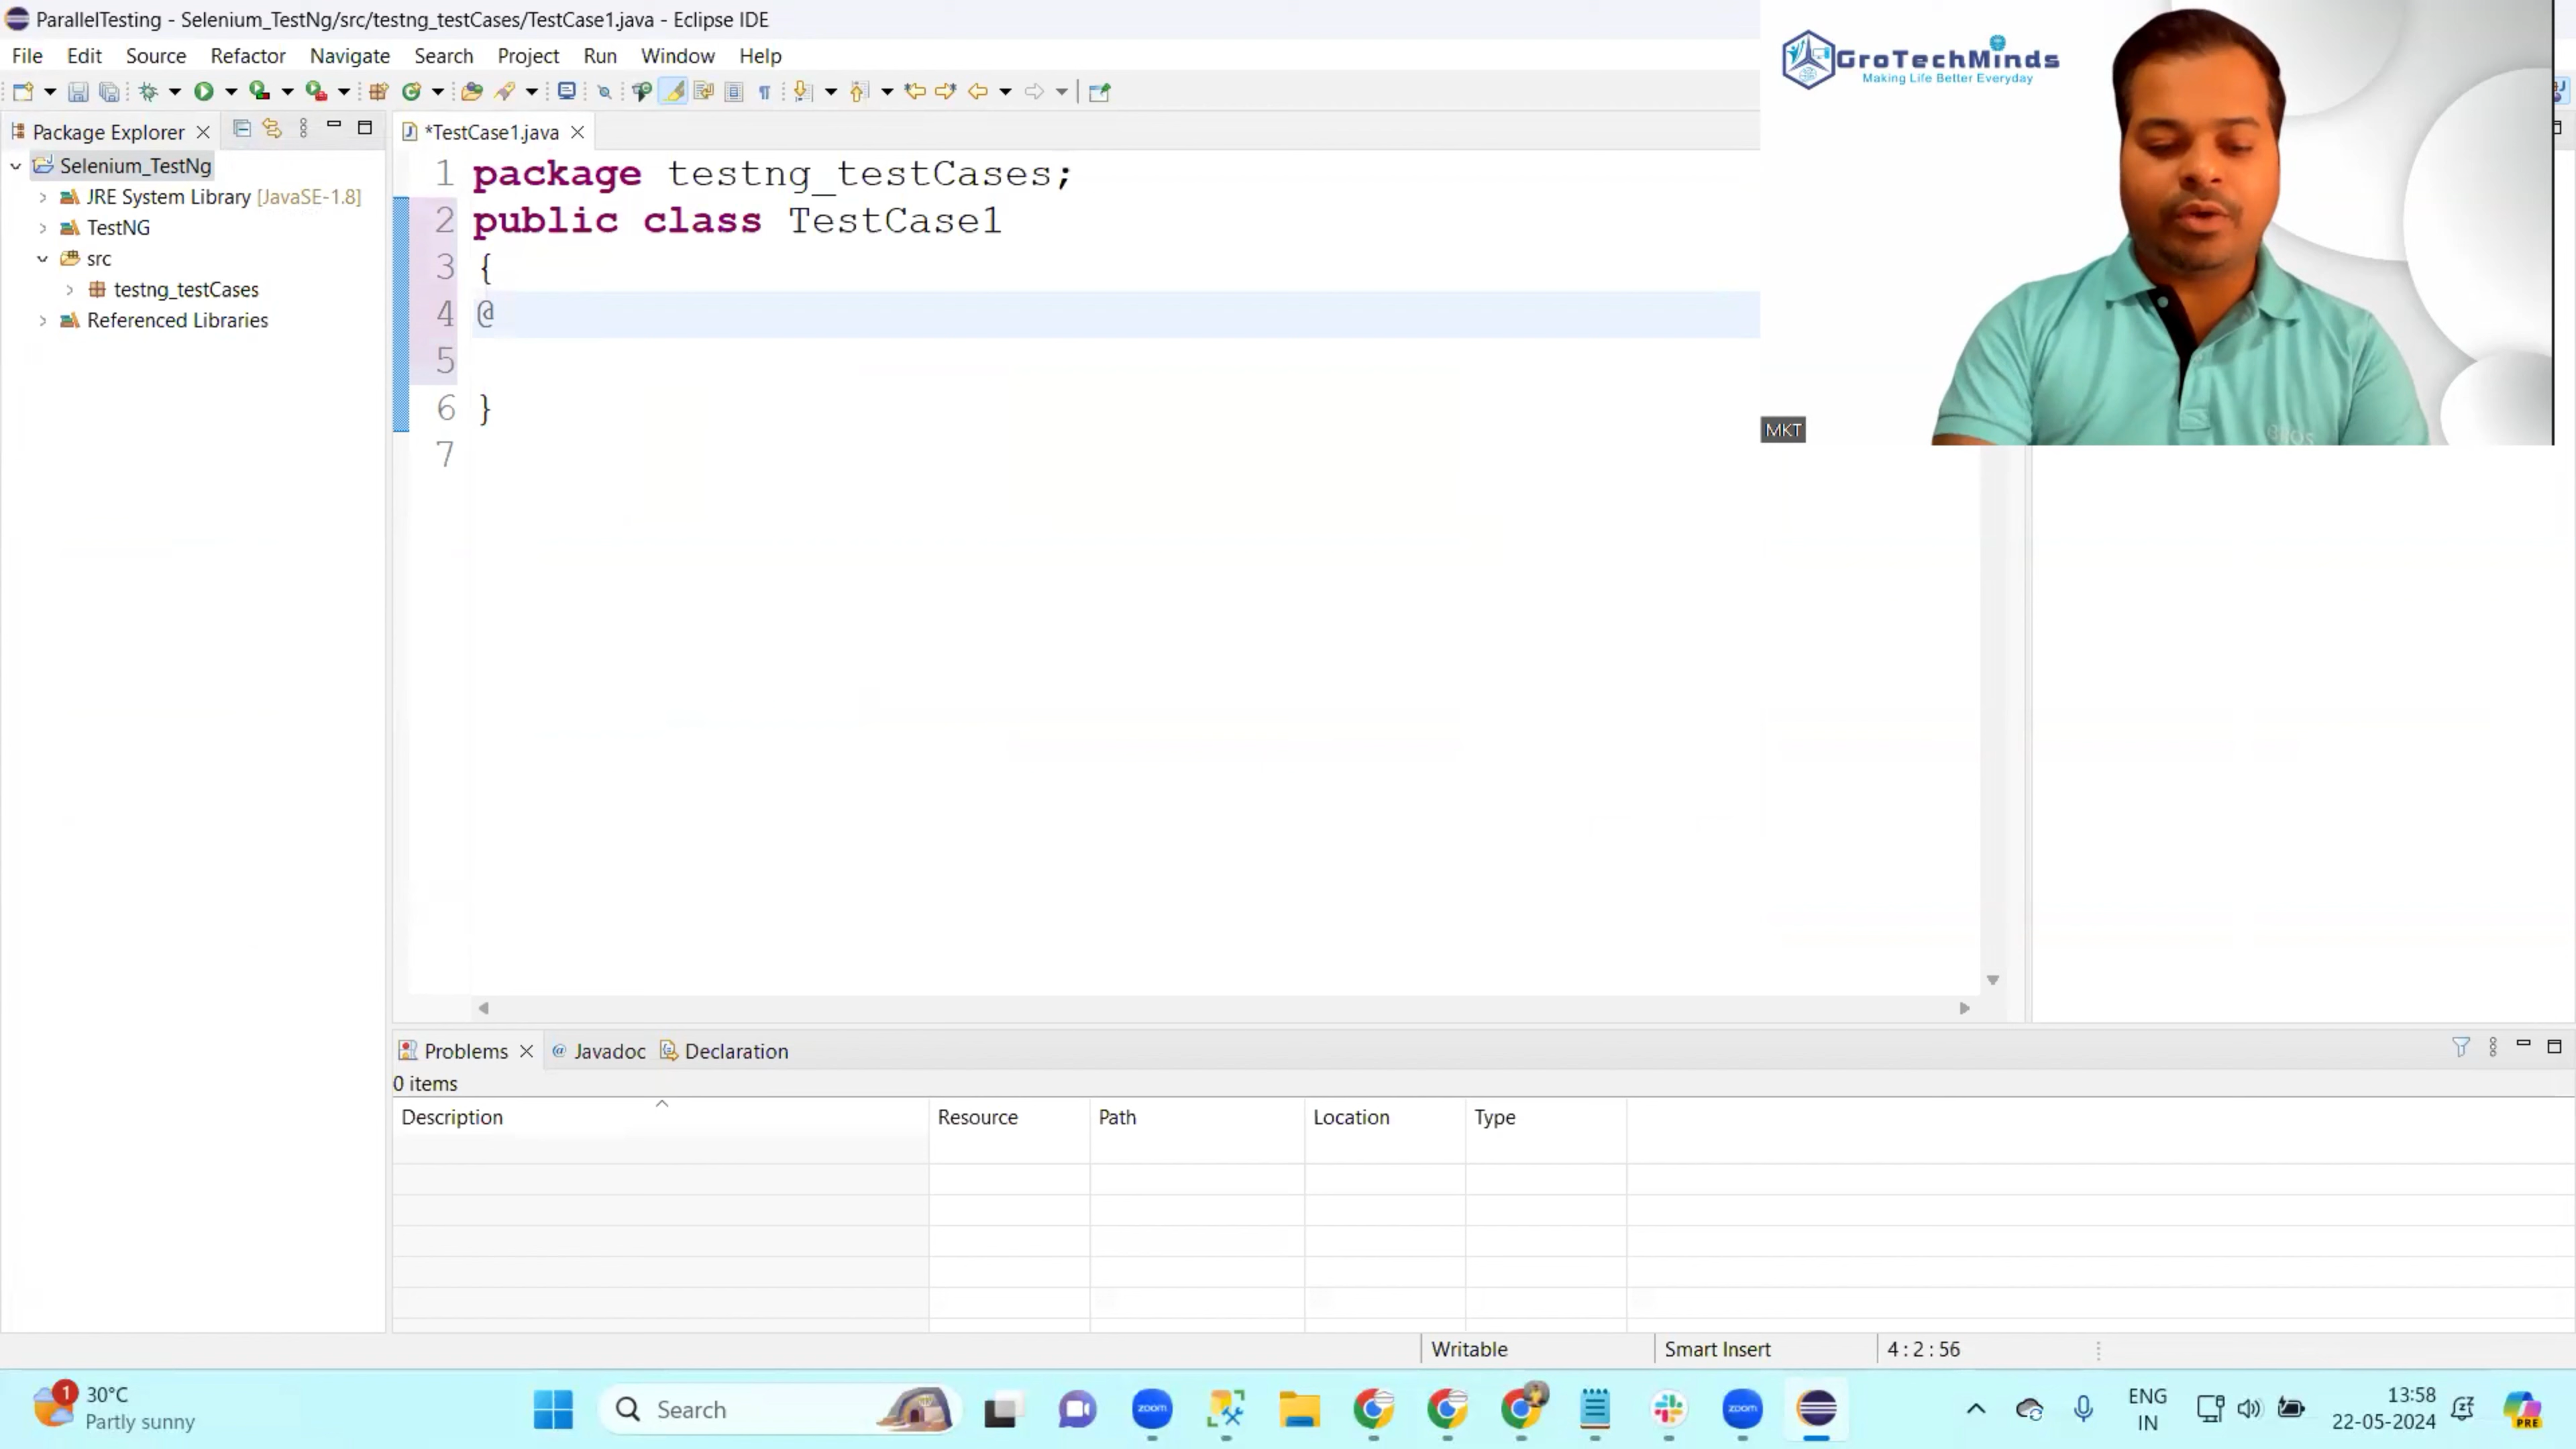 ParallelTesting - Selenium_TestNg/src/testng_testCases/TestCase1.java - Eclipse IDE
File Edit Source Refactor Navigate Search Project Run Window Help
GroTechMinds
Making Life Better Everyday
Package Explorer
*TestCase1.java
Selenium_TestNg
JRE System Library [JavaSE-1.8]
TestNG
src
testng_testCases
Referenced Libraries
1 package testng_testCases;
2 public class TestCase1
3 {
4 @
5
6 }
7
MKT
Problems @ Javadoc Declaration
0 items
Description Resource Path Location Type
Writable Smart Insert 4 : 2 : 56
1 30°C
Partly sunny
Search
zoom
zoom
ENG
IN
13:58
22-05-2024
PRE